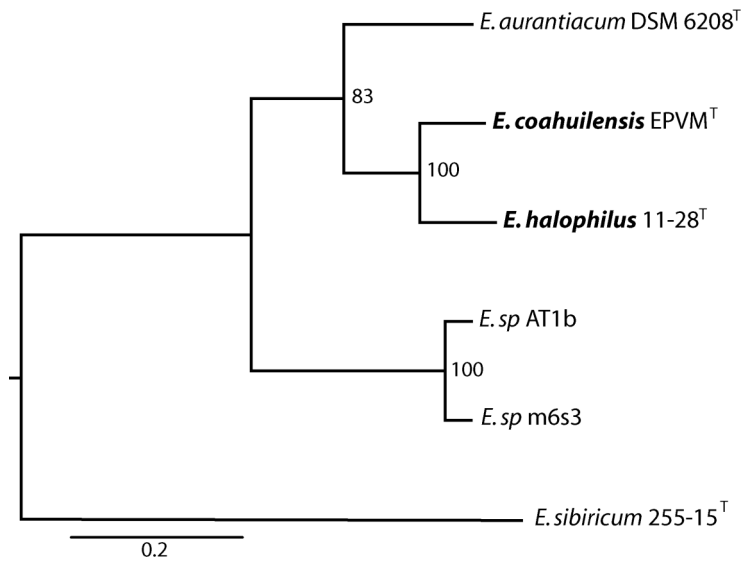 E. aurantiacum DSM 6208ᵀ
83
E. coahuilensis EPVMᵀ
100
E. halophilus 11-28ᵀ
E. sp AT1b
100
E. sp m6s3
E. sibiricum 255-15ᵀ
0.2